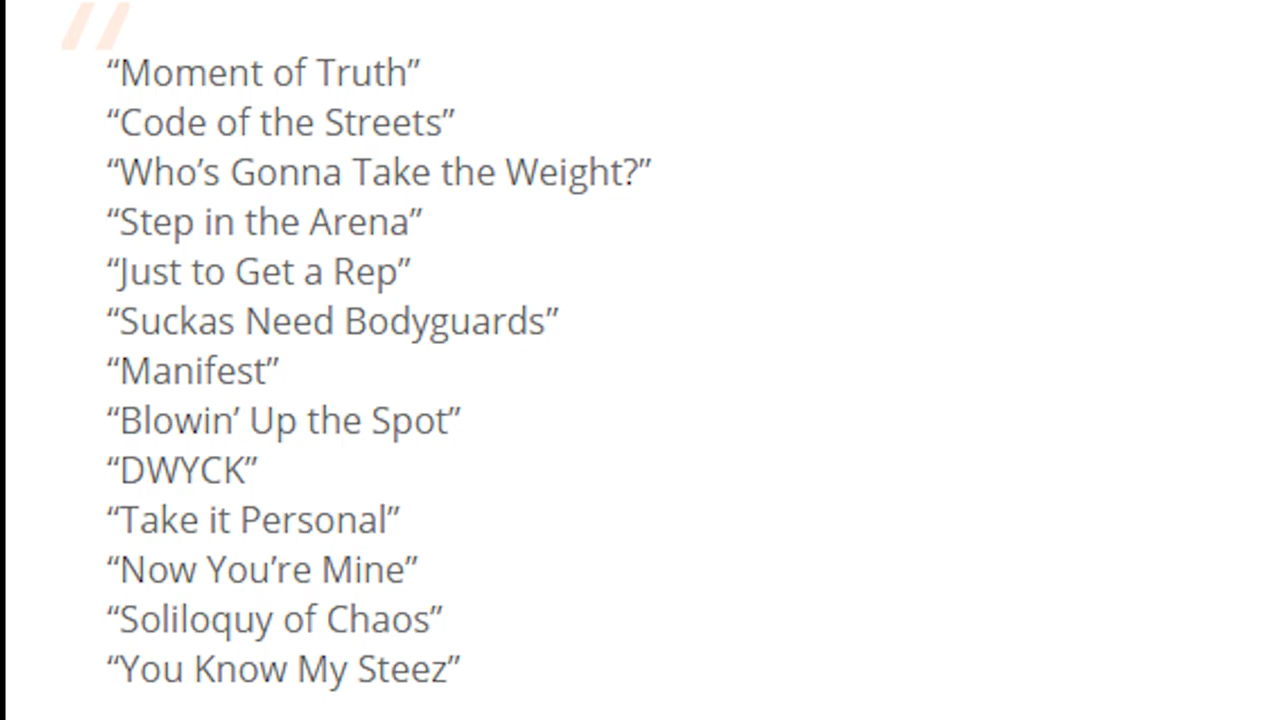 “Moment of Truth”
“Code of the Streets”
“Who’s Gonna Take the Weight?”
“Step in the Arena”
“Just to Get a Rep”
“Suckas Need Bodyguards”
“Manifest”
“Blowin’ Up the Spot”
“DWYCK”
“Take it Personal”
“Now You’re Mine”
“Soliloquy of Chaos”
“You Know My Steez”